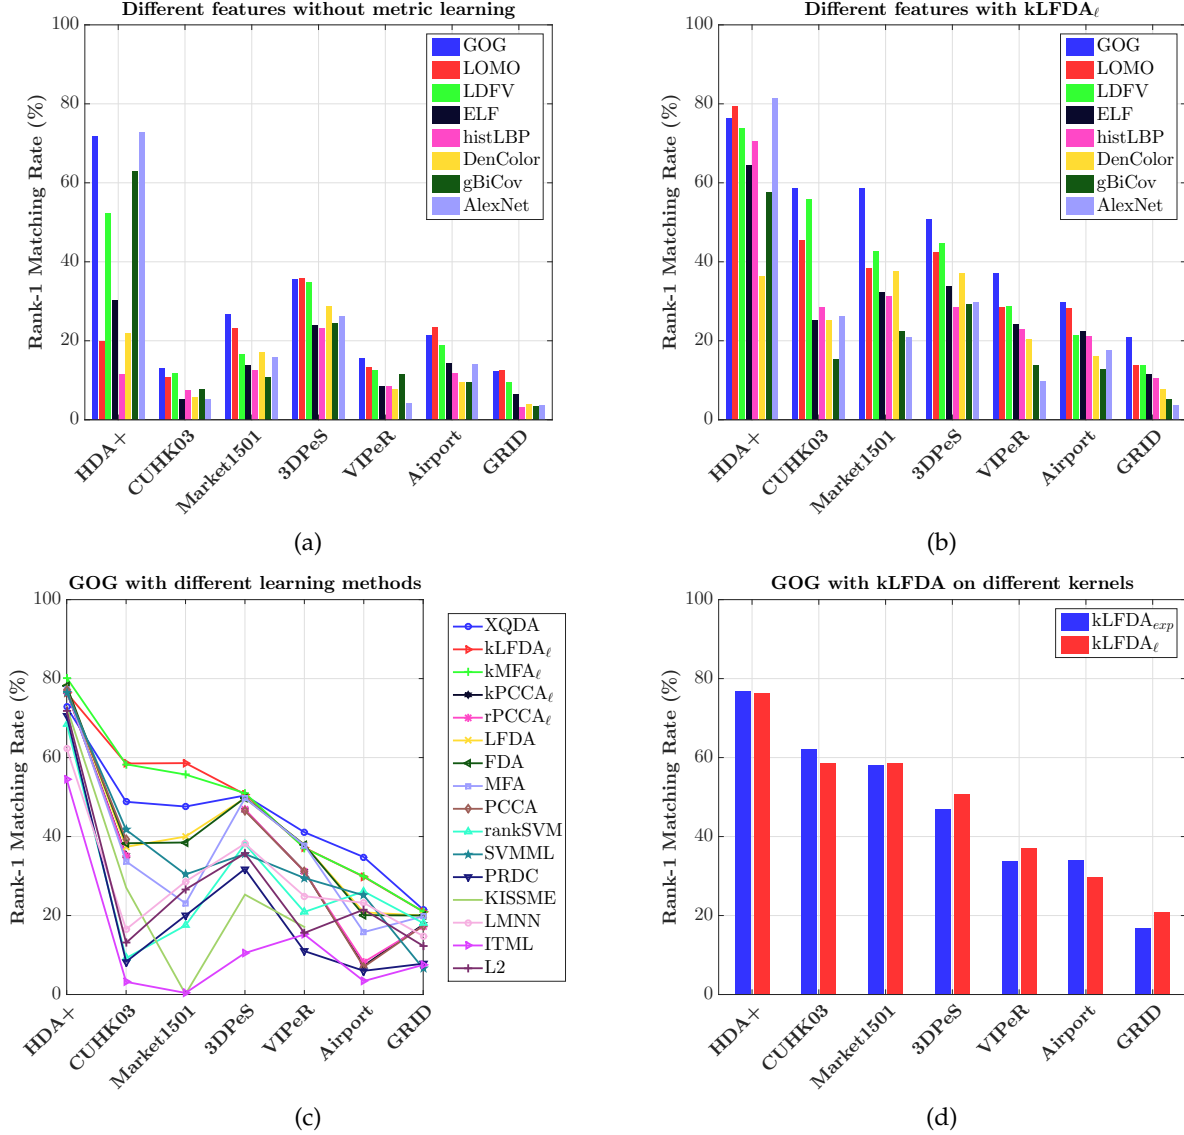 Different features without metric learning
Rank-1 Matching Rate (%)
100
80
60
40
20
0
GOG
LOMO
LDFV
ELF
histLBP
DenColor
gBiCov
AlexNet
HDA+
CUHK03
Market1501
3DPeS
VIPeR
Airport
GRID
(a)
Different features with kLFDAℓ
Rank-1 Matching Rate (%)
100
80
60
40
20
0
GOG
LOMO
LDFV
ELF
histLBP
DenColor
gBiCov
AlexNet
HDA+
CUHK03
Market1501
3DPeS
VIPeR
Airport
GRID
(b)
GOG with different learning methods
Rank-1 Matching Rate (%)
100
80
60
40
20
0
XQDA
kLFDAℓ
kMFAℓ
kPCCAℓ
rPCCAℓ
LFDA
FDA
MFA
PCCA
rankSVM
SVMML
PRDC
KISSME
LMNN
ITML
L2
HDA+
CUHK03
Market1501
3DPeS
VIPeR
Airport
GRID
(c)
GOG with kLFDA on different kernels
Rank-1 Matching Rate (%)
100
80
60
40
20
0
kLFDAexp
kLFDAℓ
HDA+
CUHK03
Market1501
3DPeS
VIPeR
Airport
GRID
(d)